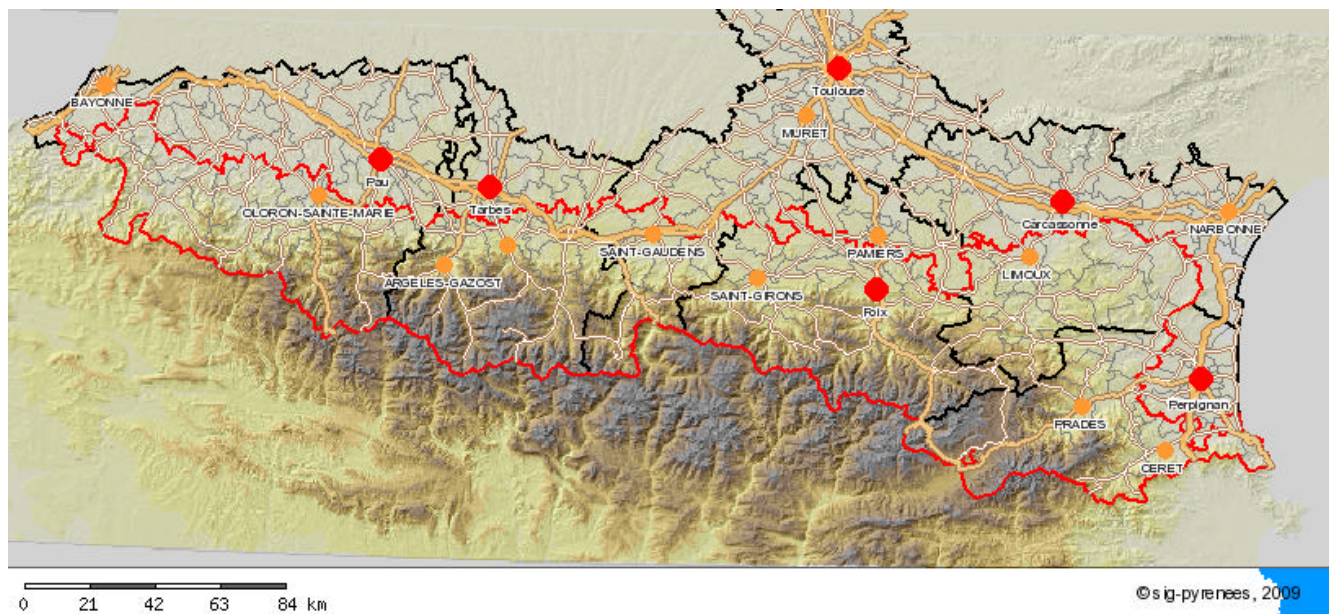 Toulouse
BAYONNE
MURET
Pau
Tarbes
OLORON-SAINTE-MARIE
Carcassonne
NARBONNE
SAINT-GAUDENS
PAMIERS
LIMOUX
ARGELES-GAZOST
SAINT-GIRONS
Foix
Perpignan
PRADES
CERET
0 21 42 63 84 km
©sig-pyrenees, 2009